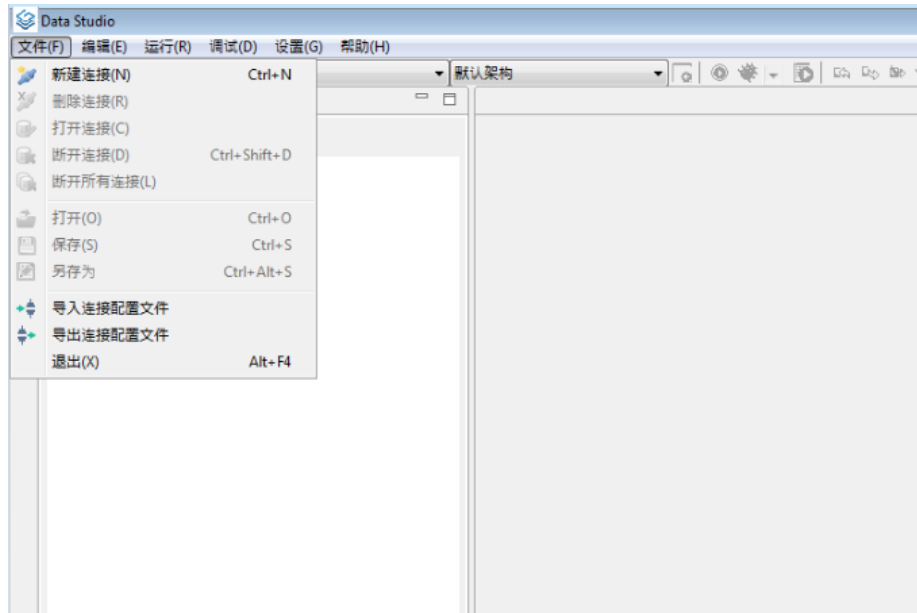 Data Studio
文件(F) 编辑(E) 运行(R) 调试(D) 设置(G) 帮助(H)
默认架构
新建连接(N) Ctrl+N
删除连接(R)
打开连接(C)
断开连接(D) Ctrl+Shift+D
断开所有连接(L)
打开(O) Ctrl+O
保存(S) Ctrl+S
另存为 Ctrl+Alt+S
导入连接配置文件
导出连接配置文件
退出(X) Alt+F4